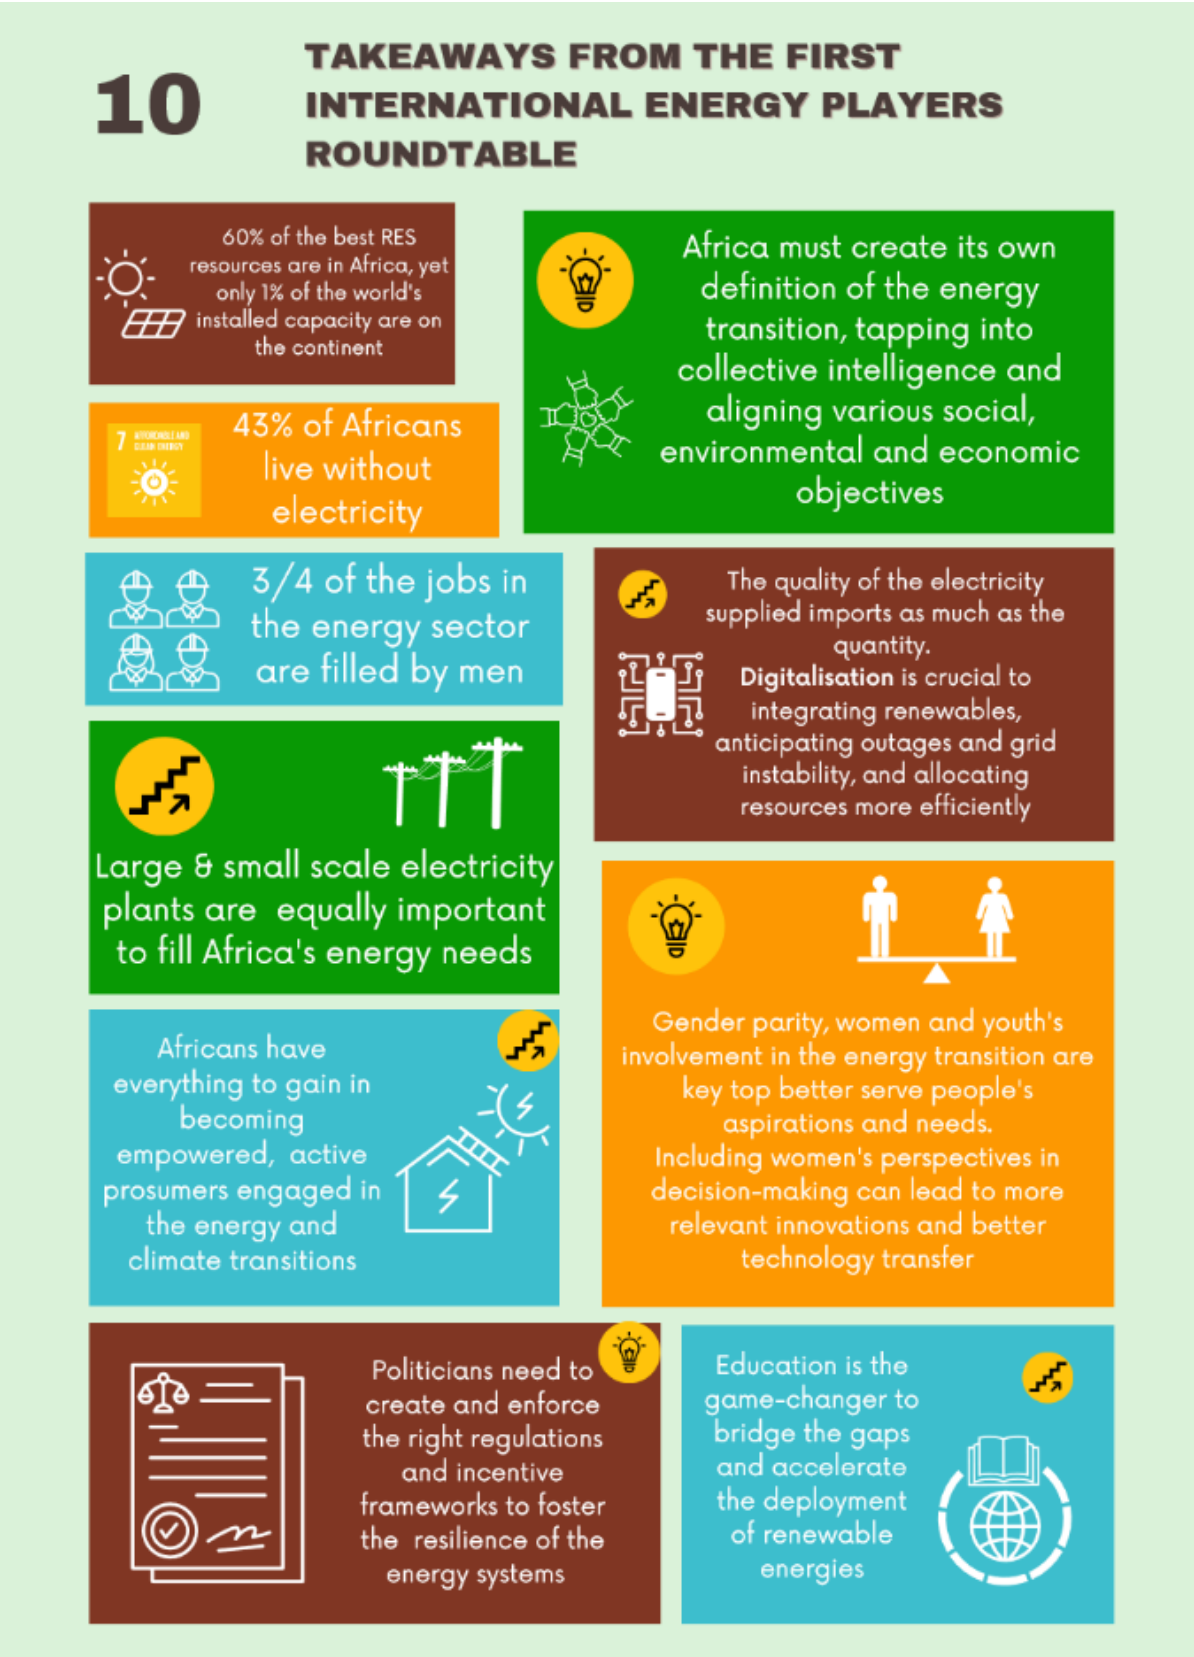 10
TAKEAWAYS FROM THE FIRST
INTERNATIONAL ENERGY PLAYERS
ROUNDTABLE
60% of the best RES
resources are in Africa, yet
only 1% of the world's
installed capacity are on
the continent
Africa must create its own
definition of the energy
transition, tapping into
collective intelligence and
aligning various social,
environmental and economic
objectives
7 AFFORDABLE AND
CLEAN ENERGY
43% of Africans
live without
electricity
3/4 of the jobs in
the energy sector
are filled by men
The quality of the electricity
supplied imports as much as the
quantity.
Digitalisation is crucial to
integrating renewables,
anticipating outages and grid
instability, and allocating
resources more efficiently
Large & small scale electricity
plants are equally important
to fill Africa's energy needs
Gender parity, women and youth's
involvement in the energy transition are
key top better serve people's
aspirations and needs.
Including women's perspectives in
decision-making can lead to more
relevant innovations and better
technology transfer
Africans have
everything to gain in
becoming
empowered, active
prosumers engaged in
the energy and
climate transitions
Politicians need to
create and enforce
the right regulations
and incentive
frameworks to foster
the resilience of the
energy systems
Education is the
game-changer to
bridge the gaps
and accelerate
the deployment
of renewable
energies